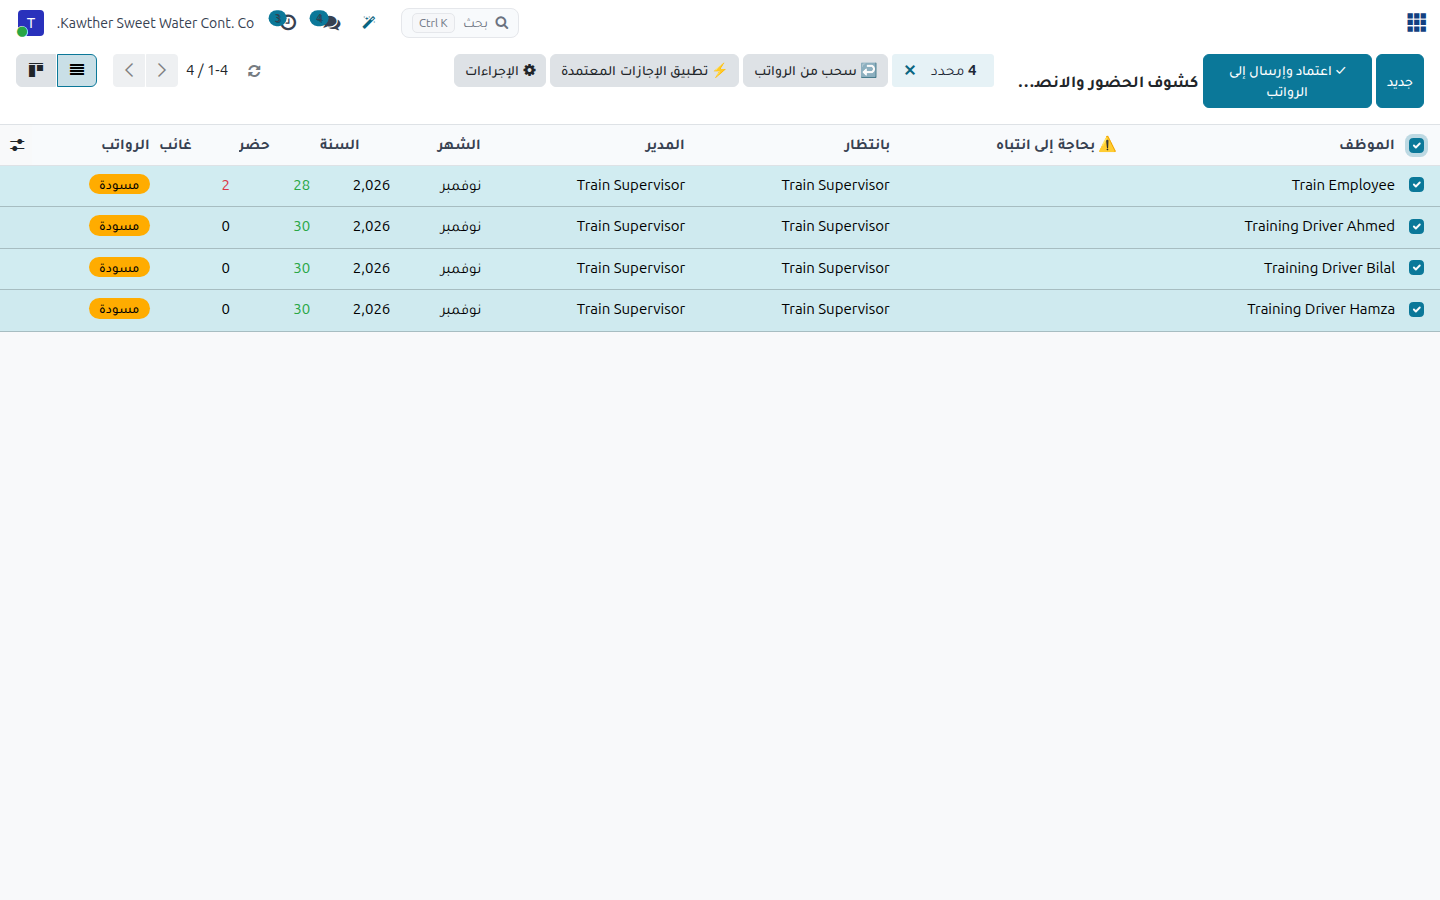 T
.Kawther Sweet Water Cont. Co
3
4
بحث
Ctrl K
جديد
✓ اعتماد وإرسال إلى
الرواتب
كشوف الحضور والانصـ...
4 محدد ×
↩ سحب من الرواتب
⚡ تطبيق الإجازات المعتمدة
الإجراءات
1-4 / 4
الموظف ⚠️ بحاجة إلى انتباه بانتظار المدير الشهر السنة حضر غائب الرواتب
Train Employee Train Supervisor Train Supervisor نوفمبر 2,026 28 2 مسودة
Training Driver Ahmed Train Supervisor Train Supervisor نوفمبر 2,026 30 0 مسودة
Training Driver Bilal Train Supervisor Train Supervisor نوفمبر 2,026 30 0 مسودة
Training Driver Hamza Train Supervisor Train Supervisor نوفمبر 2,026 30 0 مسودة